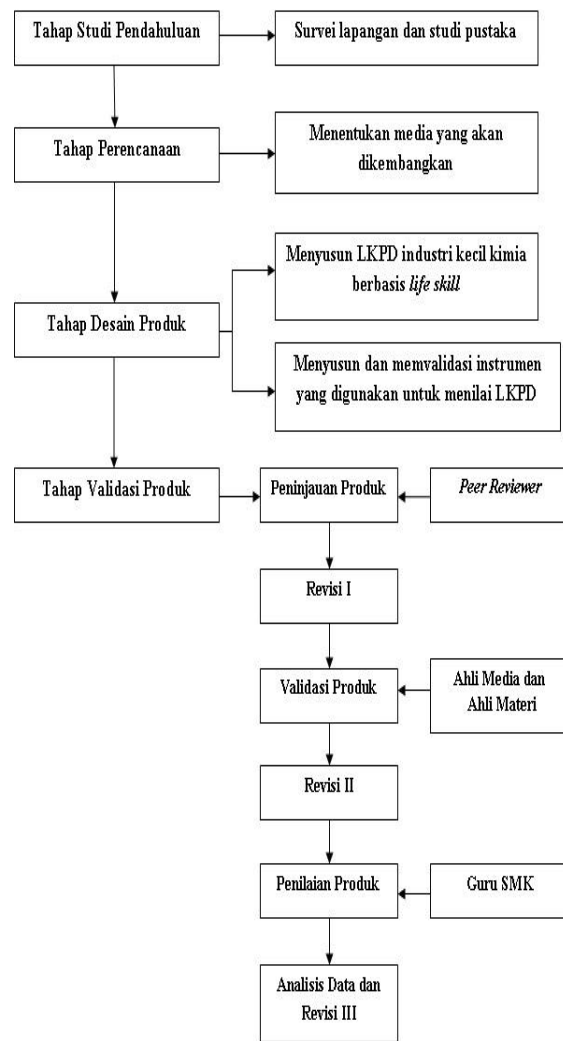 Tahap Studi Pendahuluan
Survei lapangan dan studi pustaka
Tahap Perencanaan
Menentukan media yang akan
dikembangkan
Menyusun LKPD industri kecil kimia
berbasis life skill
Tahap Desain Produk
Menyusun dan memvalidasi instrumen
yang digunakan untuk menilai LKPD
Tahap Validasi Produk
Peninjauan Produk
Peer Reviewer
Revisi I
Validasi Produk
Ahli Media dan
Ahli Materi
Revisi II
Penilaian Produk
Guru SMK
Analisis Data dan
Revisi III